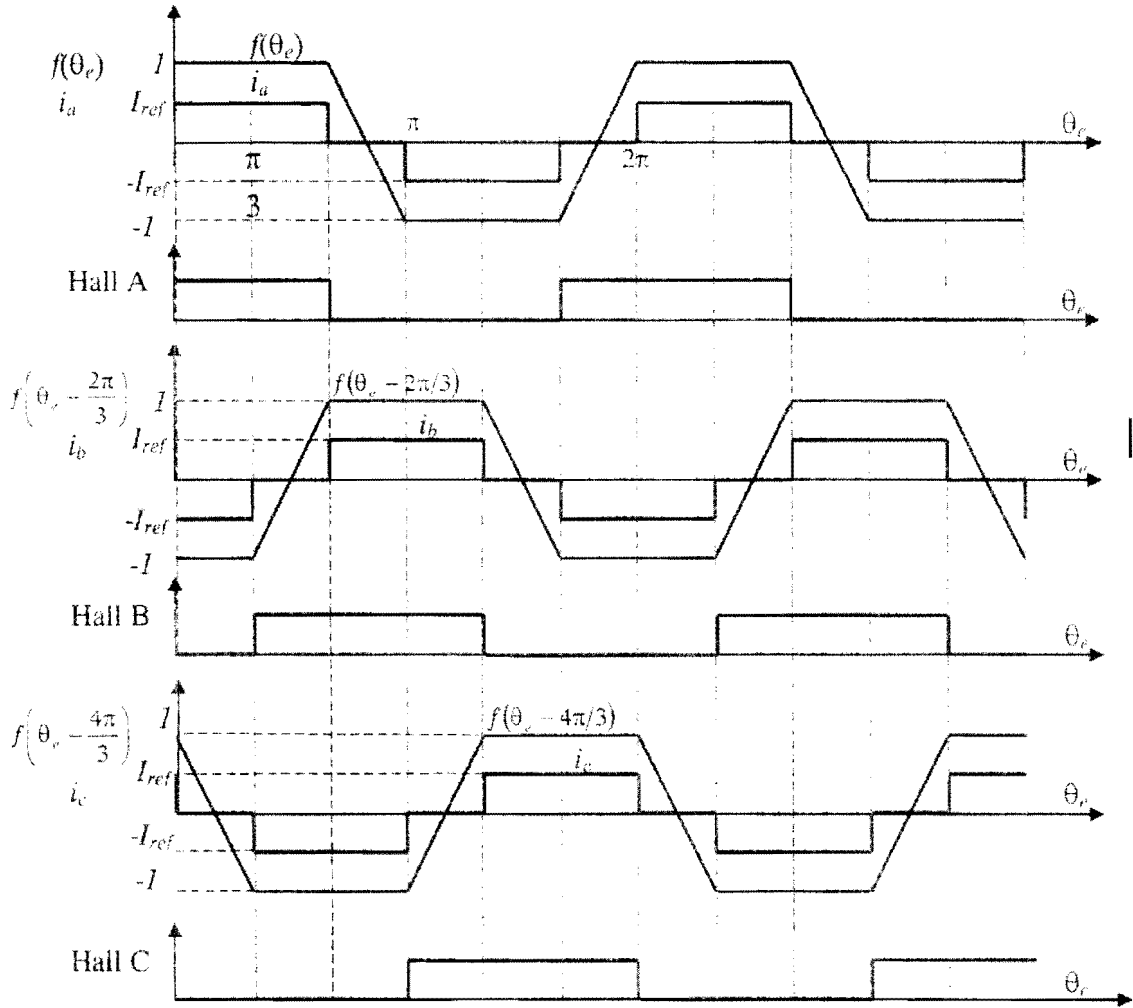 f(θₑ) 1 f(θₑ)
iₐ I_ref iₐ
π θₑ
π/3 2π
-I_ref
-1
Hall A
θₑ
f(θₑ - 2π/3) 1 f(θₑ - 2π/3)
i_b I_ref i_b
θₑ
-I_ref
-1
Hall B
θₑ
f(θₑ - 4π/3) 1 f(θₑ - 4π/3)
i_c I_ref i_c
θₑ
-I_ref
-1
Hall C
θₑ